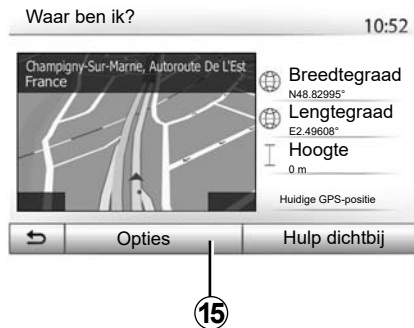 Waar ben ik?
10:52
Champigny-Sur-Marne, Autoroute De L'Est
France
Breedtegraad
N48.82995°
Lengtegraad
E2.49608°
Hoogte
0 m
Huidige GPS-positie
Opties
Hulp dichtbij
15